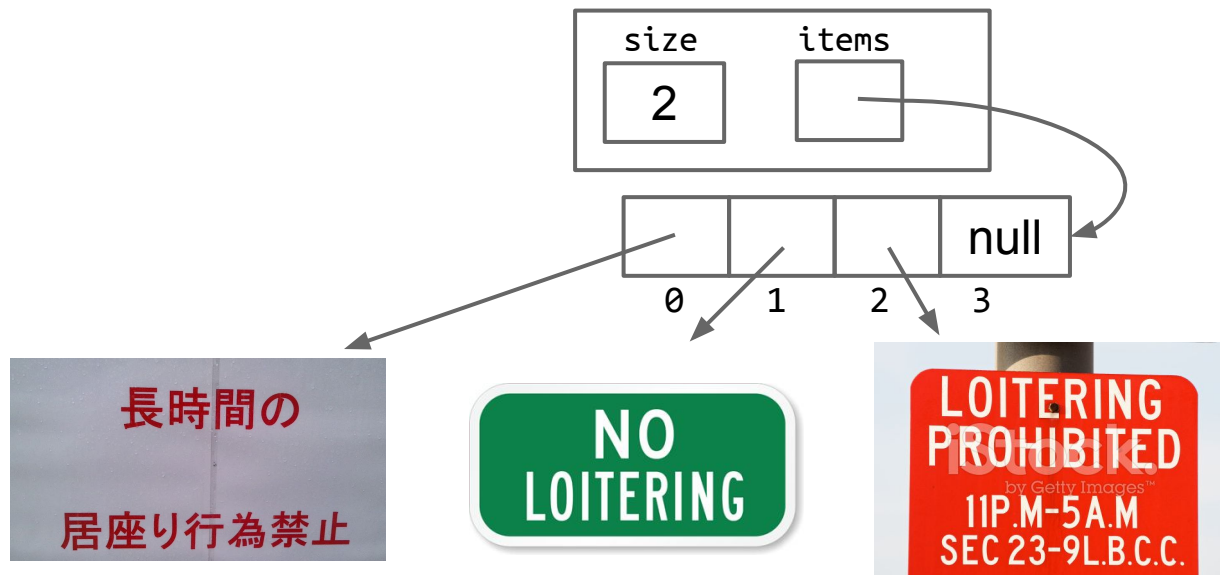 size items
2
null
0 1 2 3
長時間の
居座り行為禁止
NO
LOITERING
LOITERING
PROHIBITED
iStock.
by Getty Images™
11P.M-5A.M
SEC 23-9L.B.C.C.